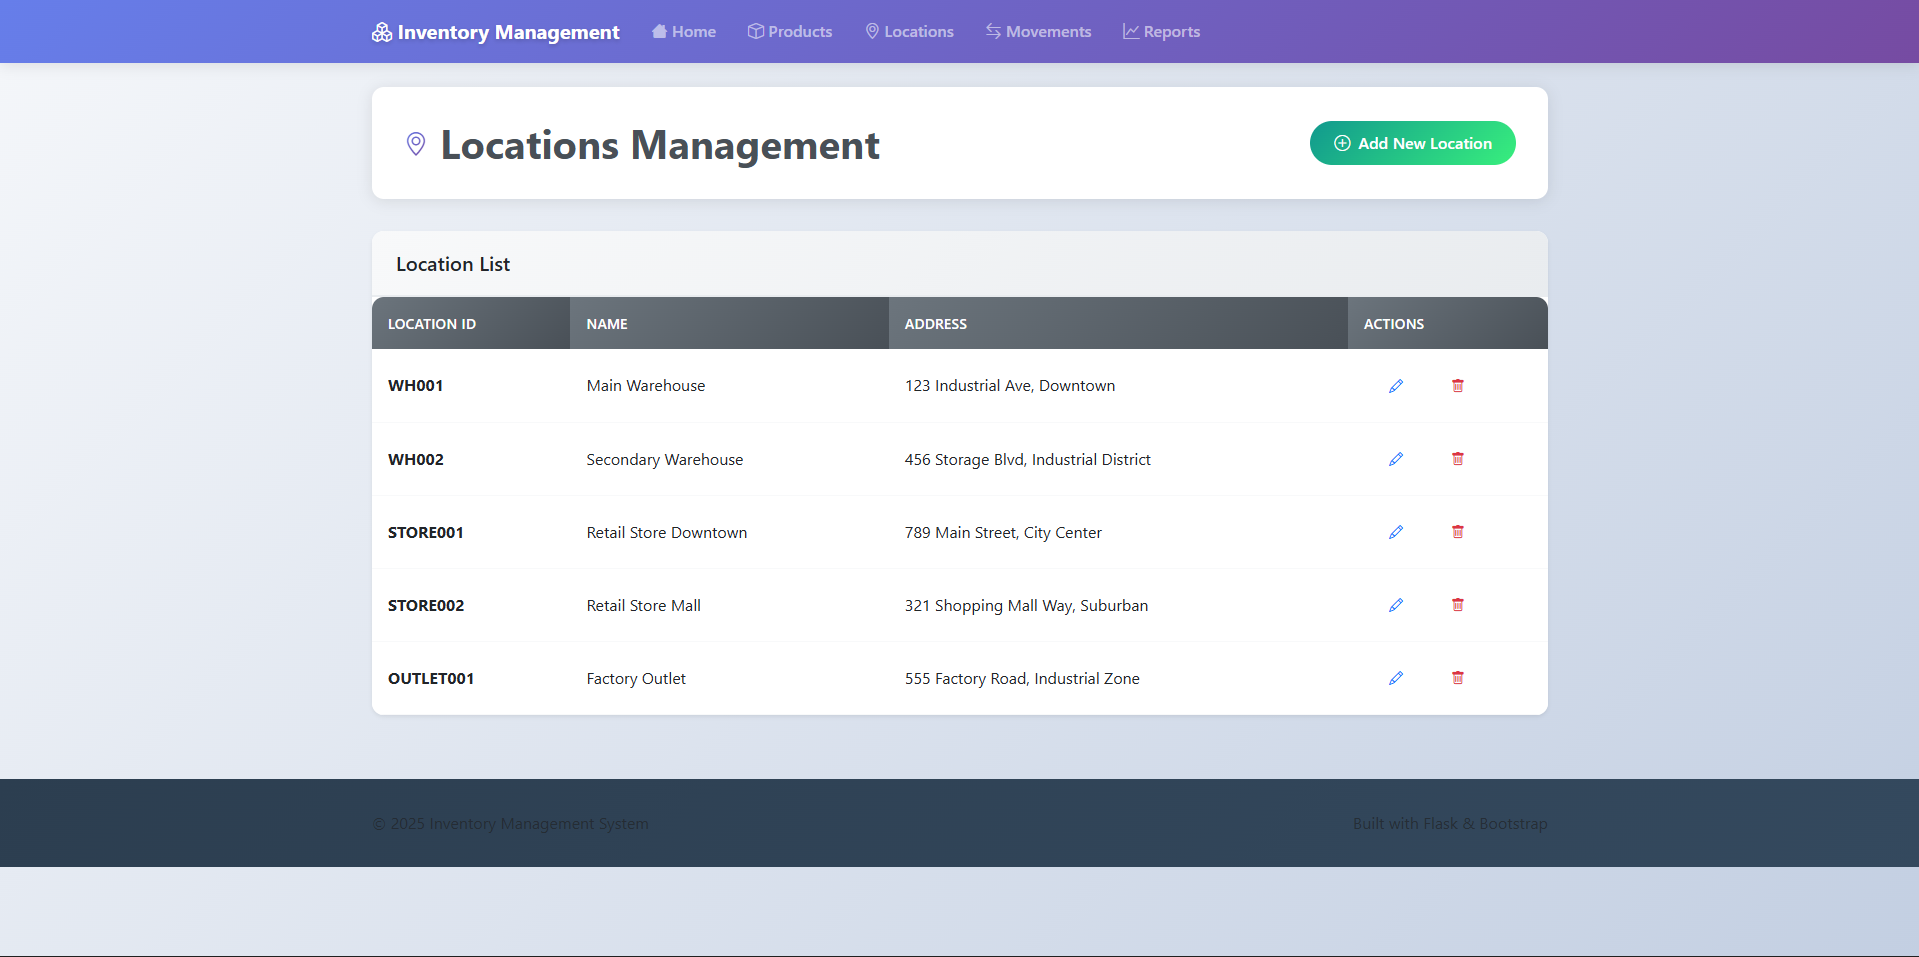 Inventory Management Home Products Locations Movements Reports
Locations Management
Add New Location
Location List
LOCATION ID NAME ADDRESS ACTIONS
WH001 Main Warehouse 123 Industrial Ave, Downtown
WH002 Secondary Warehouse 456 Storage Blvd, Industrial District
STORE001 Retail Store Downtown 789 Main Street, City Center
STORE002 Retail Store Mall 321 Shopping Mall Way, Suburban
OUTLET001 Factory Outlet 555 Factory Road, Industrial Zone
© 2025 Inventory Management System Built with Flask & Bootstrap